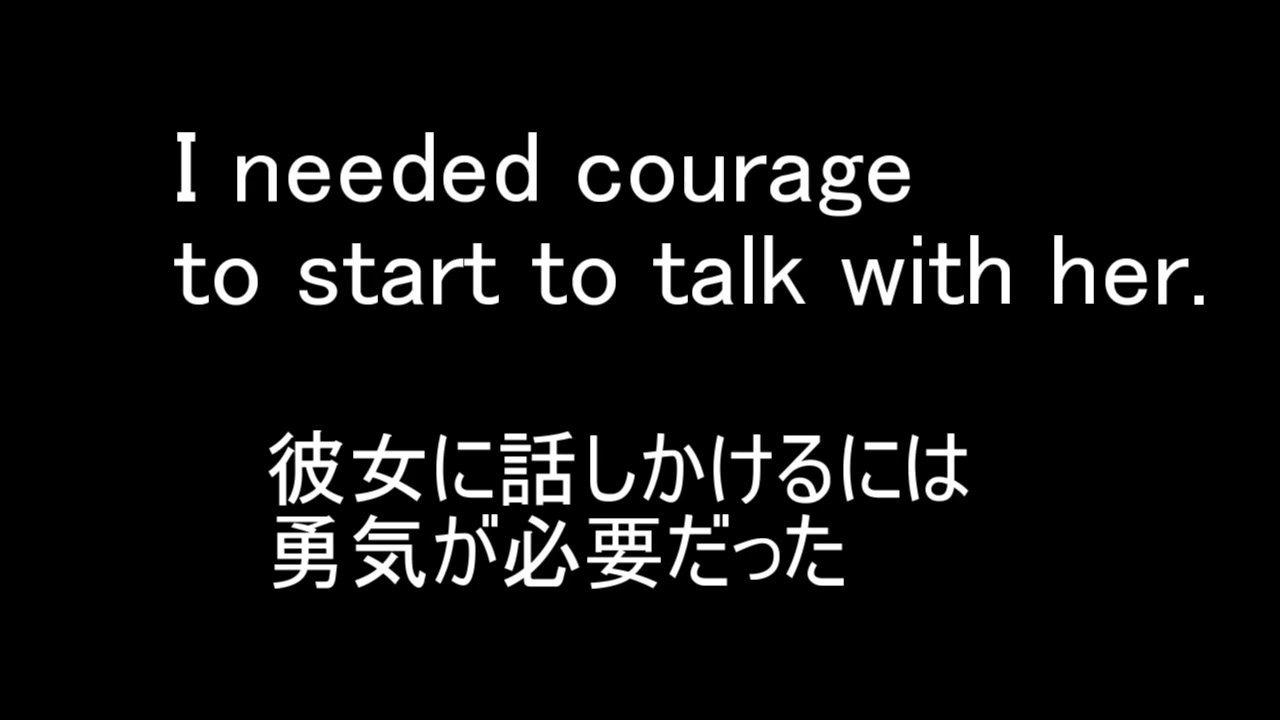 I needed courage
to start to talk with her.
彼女に話しかけるには
勇気が必要だった